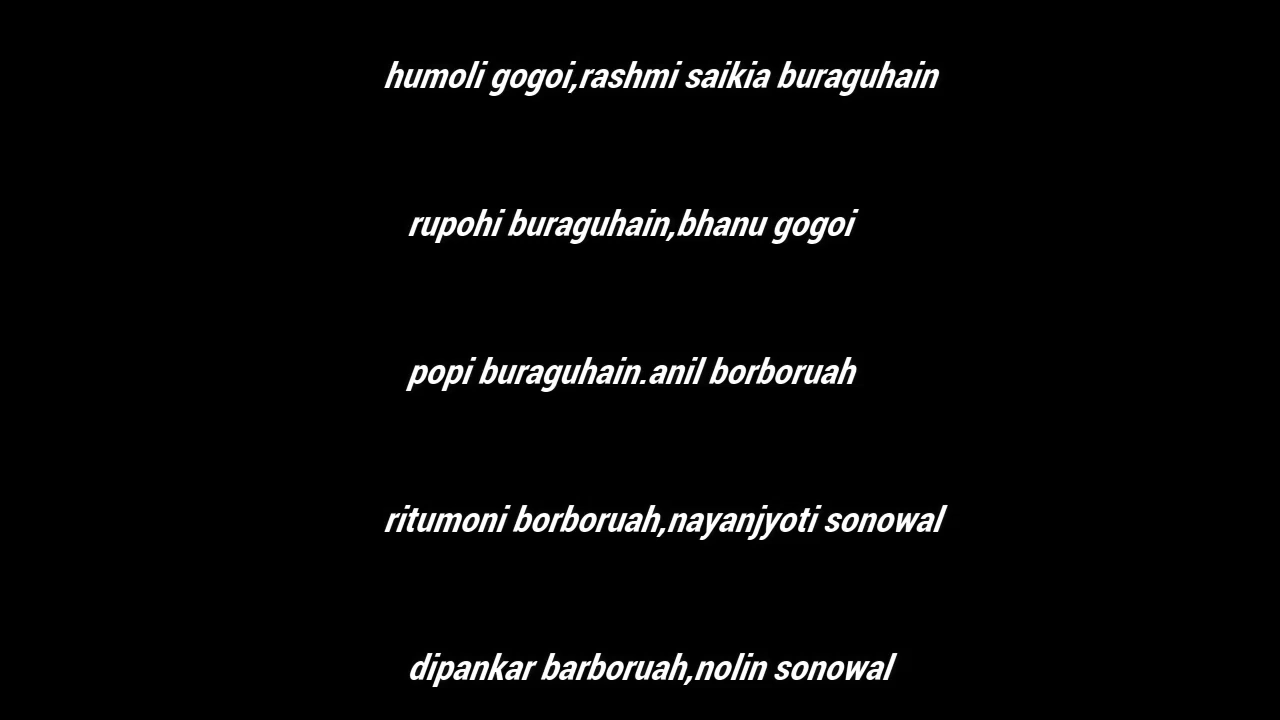 humoli gogoi,rashmi saikia buraguhain
rupohi buraguhain,bhanu gogoi
popi buraguhain.anil borboruah
ritumoni borboruah,nayanjyoti sonowal
dipankar barboruah,nolin sonowal